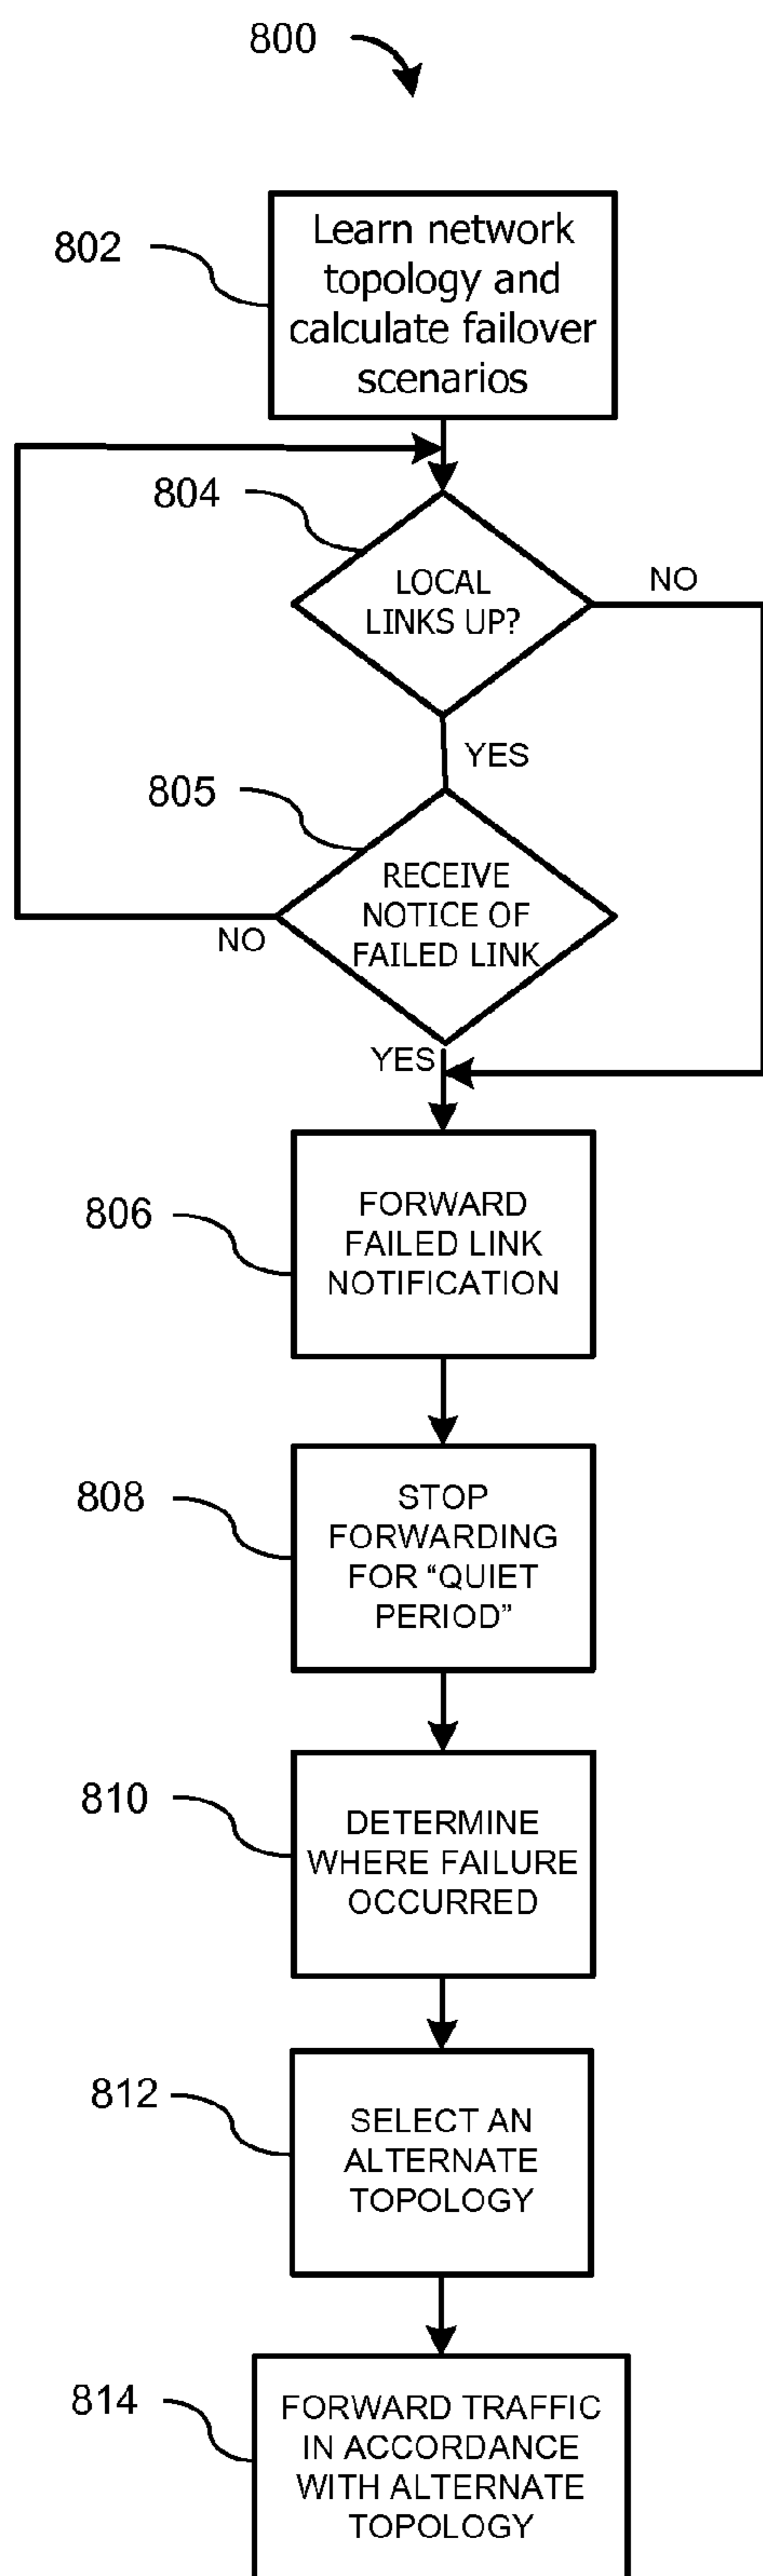 800
802
Learn network
topology and
calculate failover
scenarios
804
LOCAL
LINKS UP?
NO
YES
805
RECEIVE
NOTICE OF
FAILED LINK
NO
YES
806
FORWARD
FAILED LINK
NOTIFICATION
808
STOP
FORWARDING
FOR “QUIET
PERIOD”
810
DETERMINE
WHERE FAILURE
OCCURRED
812
SELECT AN
ALTERNATE
TOPOLOGY
814
FORWARD TRAFFIC
IN ACCORDANCE
WITH ALTERNATE
TOPOLOGY